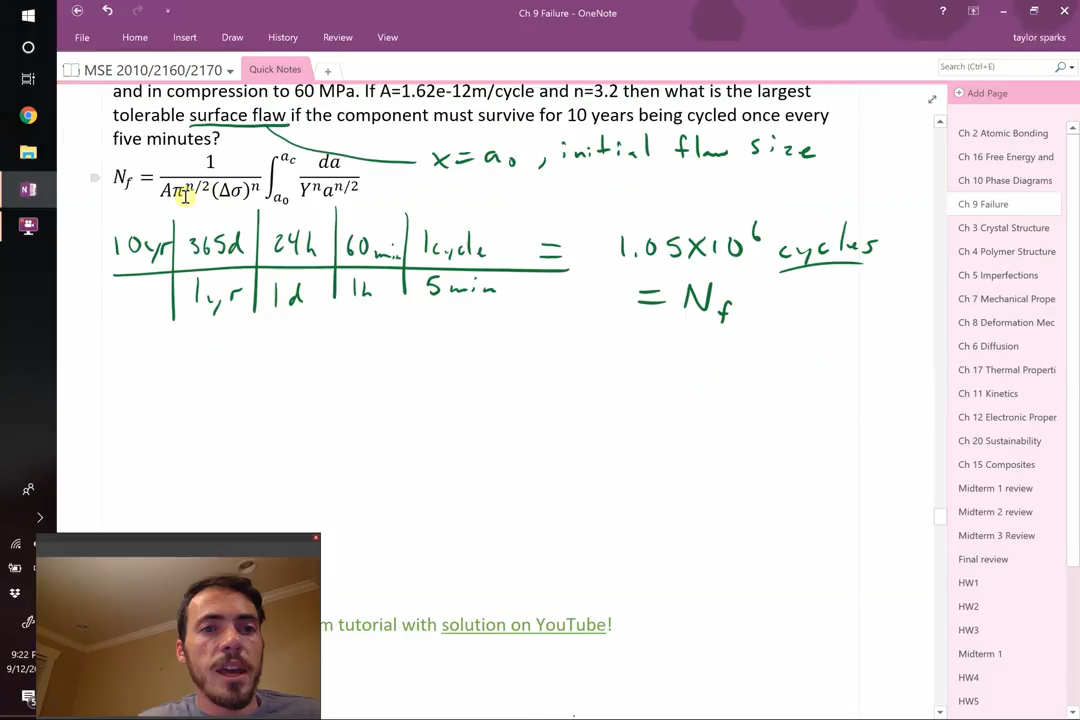 Ch 9 Failure - OneNote
taylor sparks
File Home Insert Draw History Review View
MSE 2010/2160/2170
Quick Notes
Search (Ctrl+E)
Add Page
and in compression to 60 MPa. If A=1.62e-12m/cycle and n=3.2 then what is the largest
tolerable surface flaw if the component must survive for 10 years being cycled once every
five minutes?
x = a₀ , initial flaw size
N_f = 1/(Aπ^{n/2}(Δσ)^n) ∫_{a₀}^{a_c} da/(Y^n a^{n/2})
10yr | 365d | 24h | 60min | 1cycle = 1.05X10⁶ cycles
1yr | 1d | 1h | 5min = N_f
m tutorial with solution on YouTube!
Ch 2 Atomic Bonding
Ch 16 Free Energy and
Ch 10 Phase Diagrams
Ch 9 Failure
Ch 3 Crystal Structure
Ch 4 Polymer Structure
Ch 5 Imperfections
Ch 7 Mechanical Prope
Ch 8 Deformation Mec
Ch 6 Diffusion
Ch 17 Thermal Properti
Ch 11 Kinetics
Ch 12 Electronic Proper
Ch 20 Sustainability
Ch 15 Composites
Midterm 1 review
Midterm 2 review
Midterm 3 Review
Final review
HW1
HW2
HW3
Midterm 1
HW4
HW5
9:22 P
9/12/20